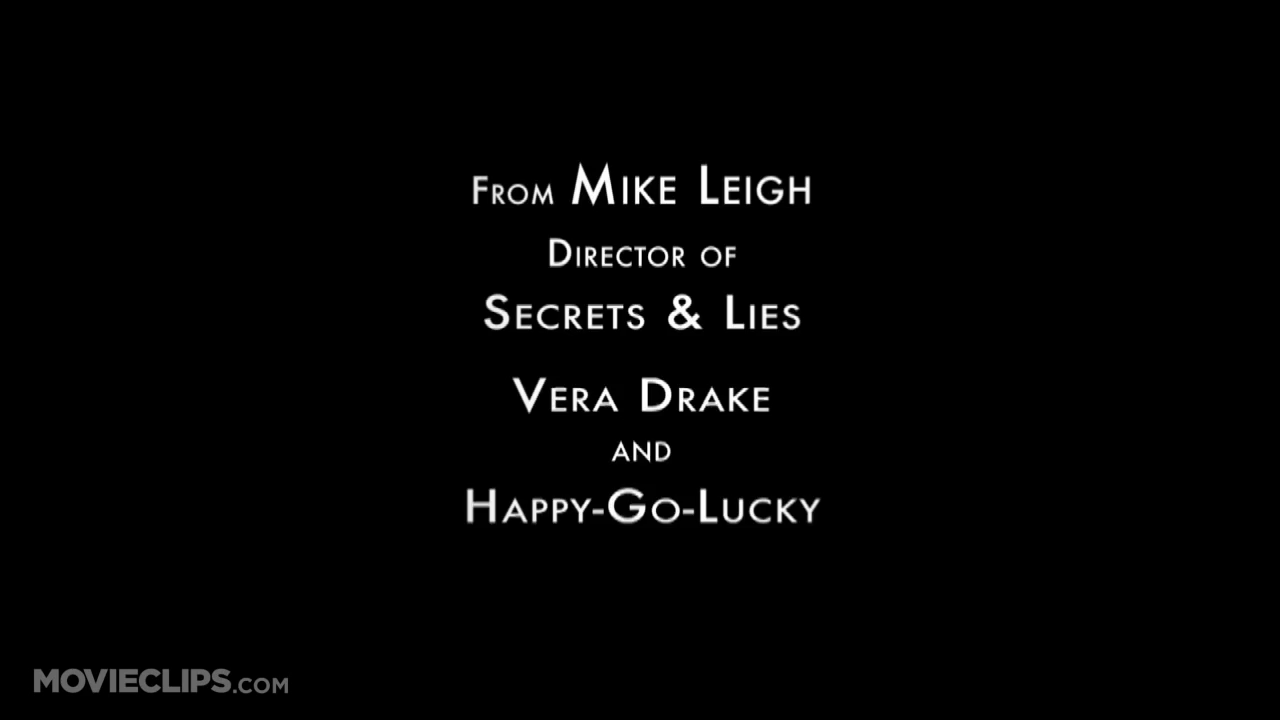 From Mike Leigh
Director of
Secrets & Lies
Vera Drake
and
Happy-Go-Lucky
MOVIECLIPS.COM